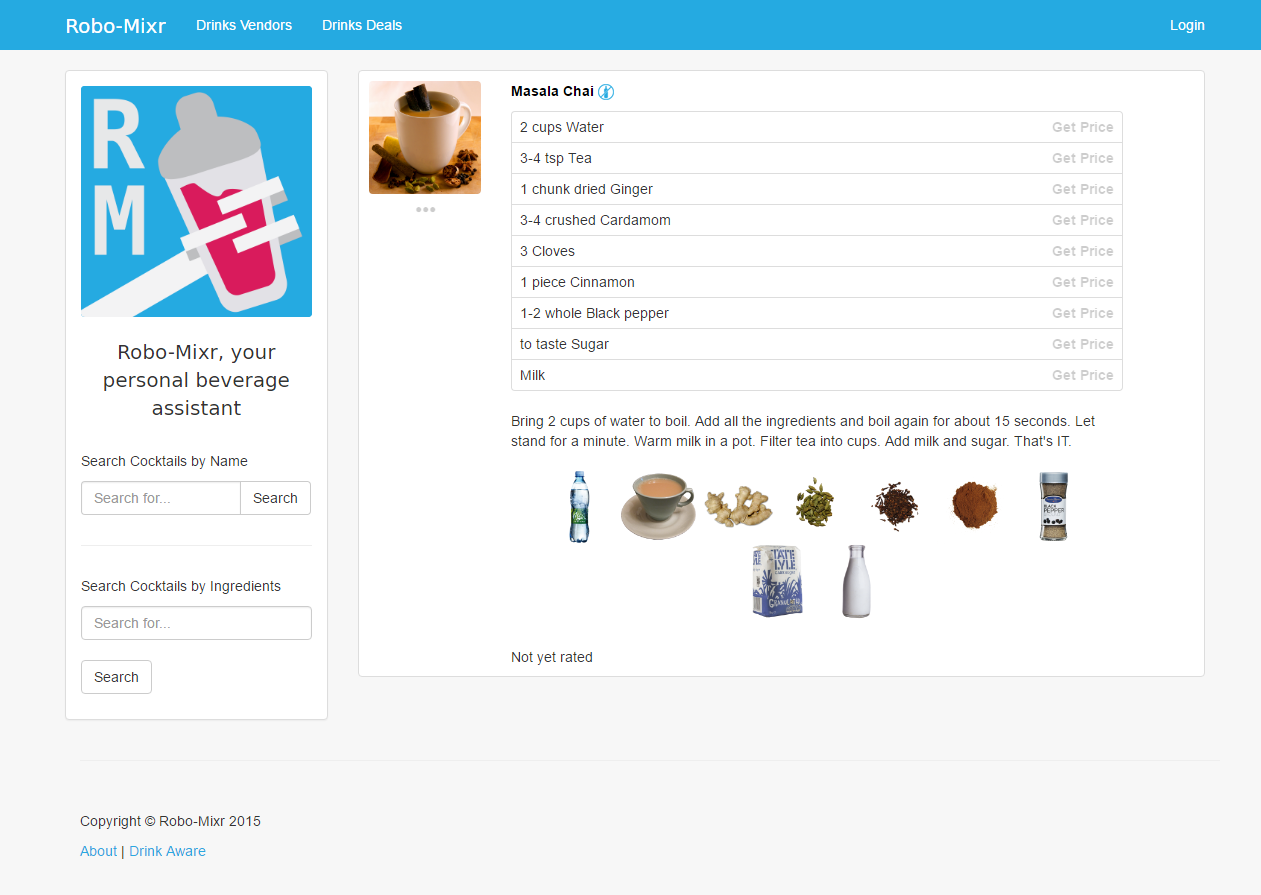 Robo-Mixr Drinks Vendors Drinks Deals Login
R
M
Robo-Mixr, your
personal beverage
assistant
Search Cocktails by Name
Search for... Search
Search Cocktails by Ingredients
Search for...
Search
Masala Chai
2 cups Water Get Price
3-4 tsp Tea Get Price
1 chunk dried Ginger Get Price
3-4 crushed Cardamom Get Price
3 Cloves Get Price
1 piece Cinnamon Get Price
1-2 whole Black pepper Get Price
to taste Sugar Get Price
Milk Get Price
Bring 2 cups of water to boil. Add all the ingredients and boil again for about 15 seconds. Let
stand for a minute. Warm milk in a pot. Filter tea into cups. Add milk and sugar. That's IT.
BLACK
PEPPER
TATE
LYLE
Not yet rated
Copyright © Robo-Mixr 2015
About | Drink Aware